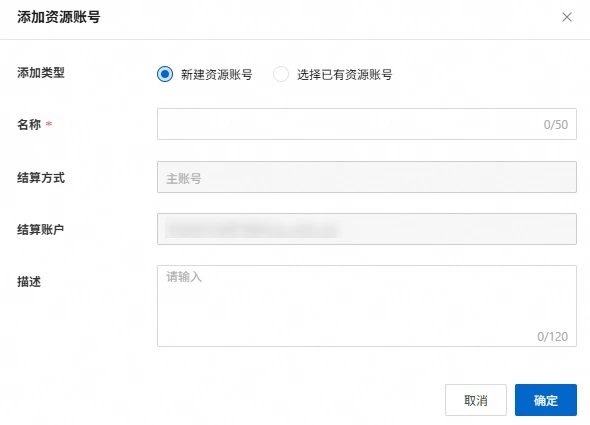 添加资源账号
添加类型 新建资源账号 选择已有资源账号
名称 * 0/50
结算方式 主账号
结算账户
描述 请输入
0/120
取消 确定